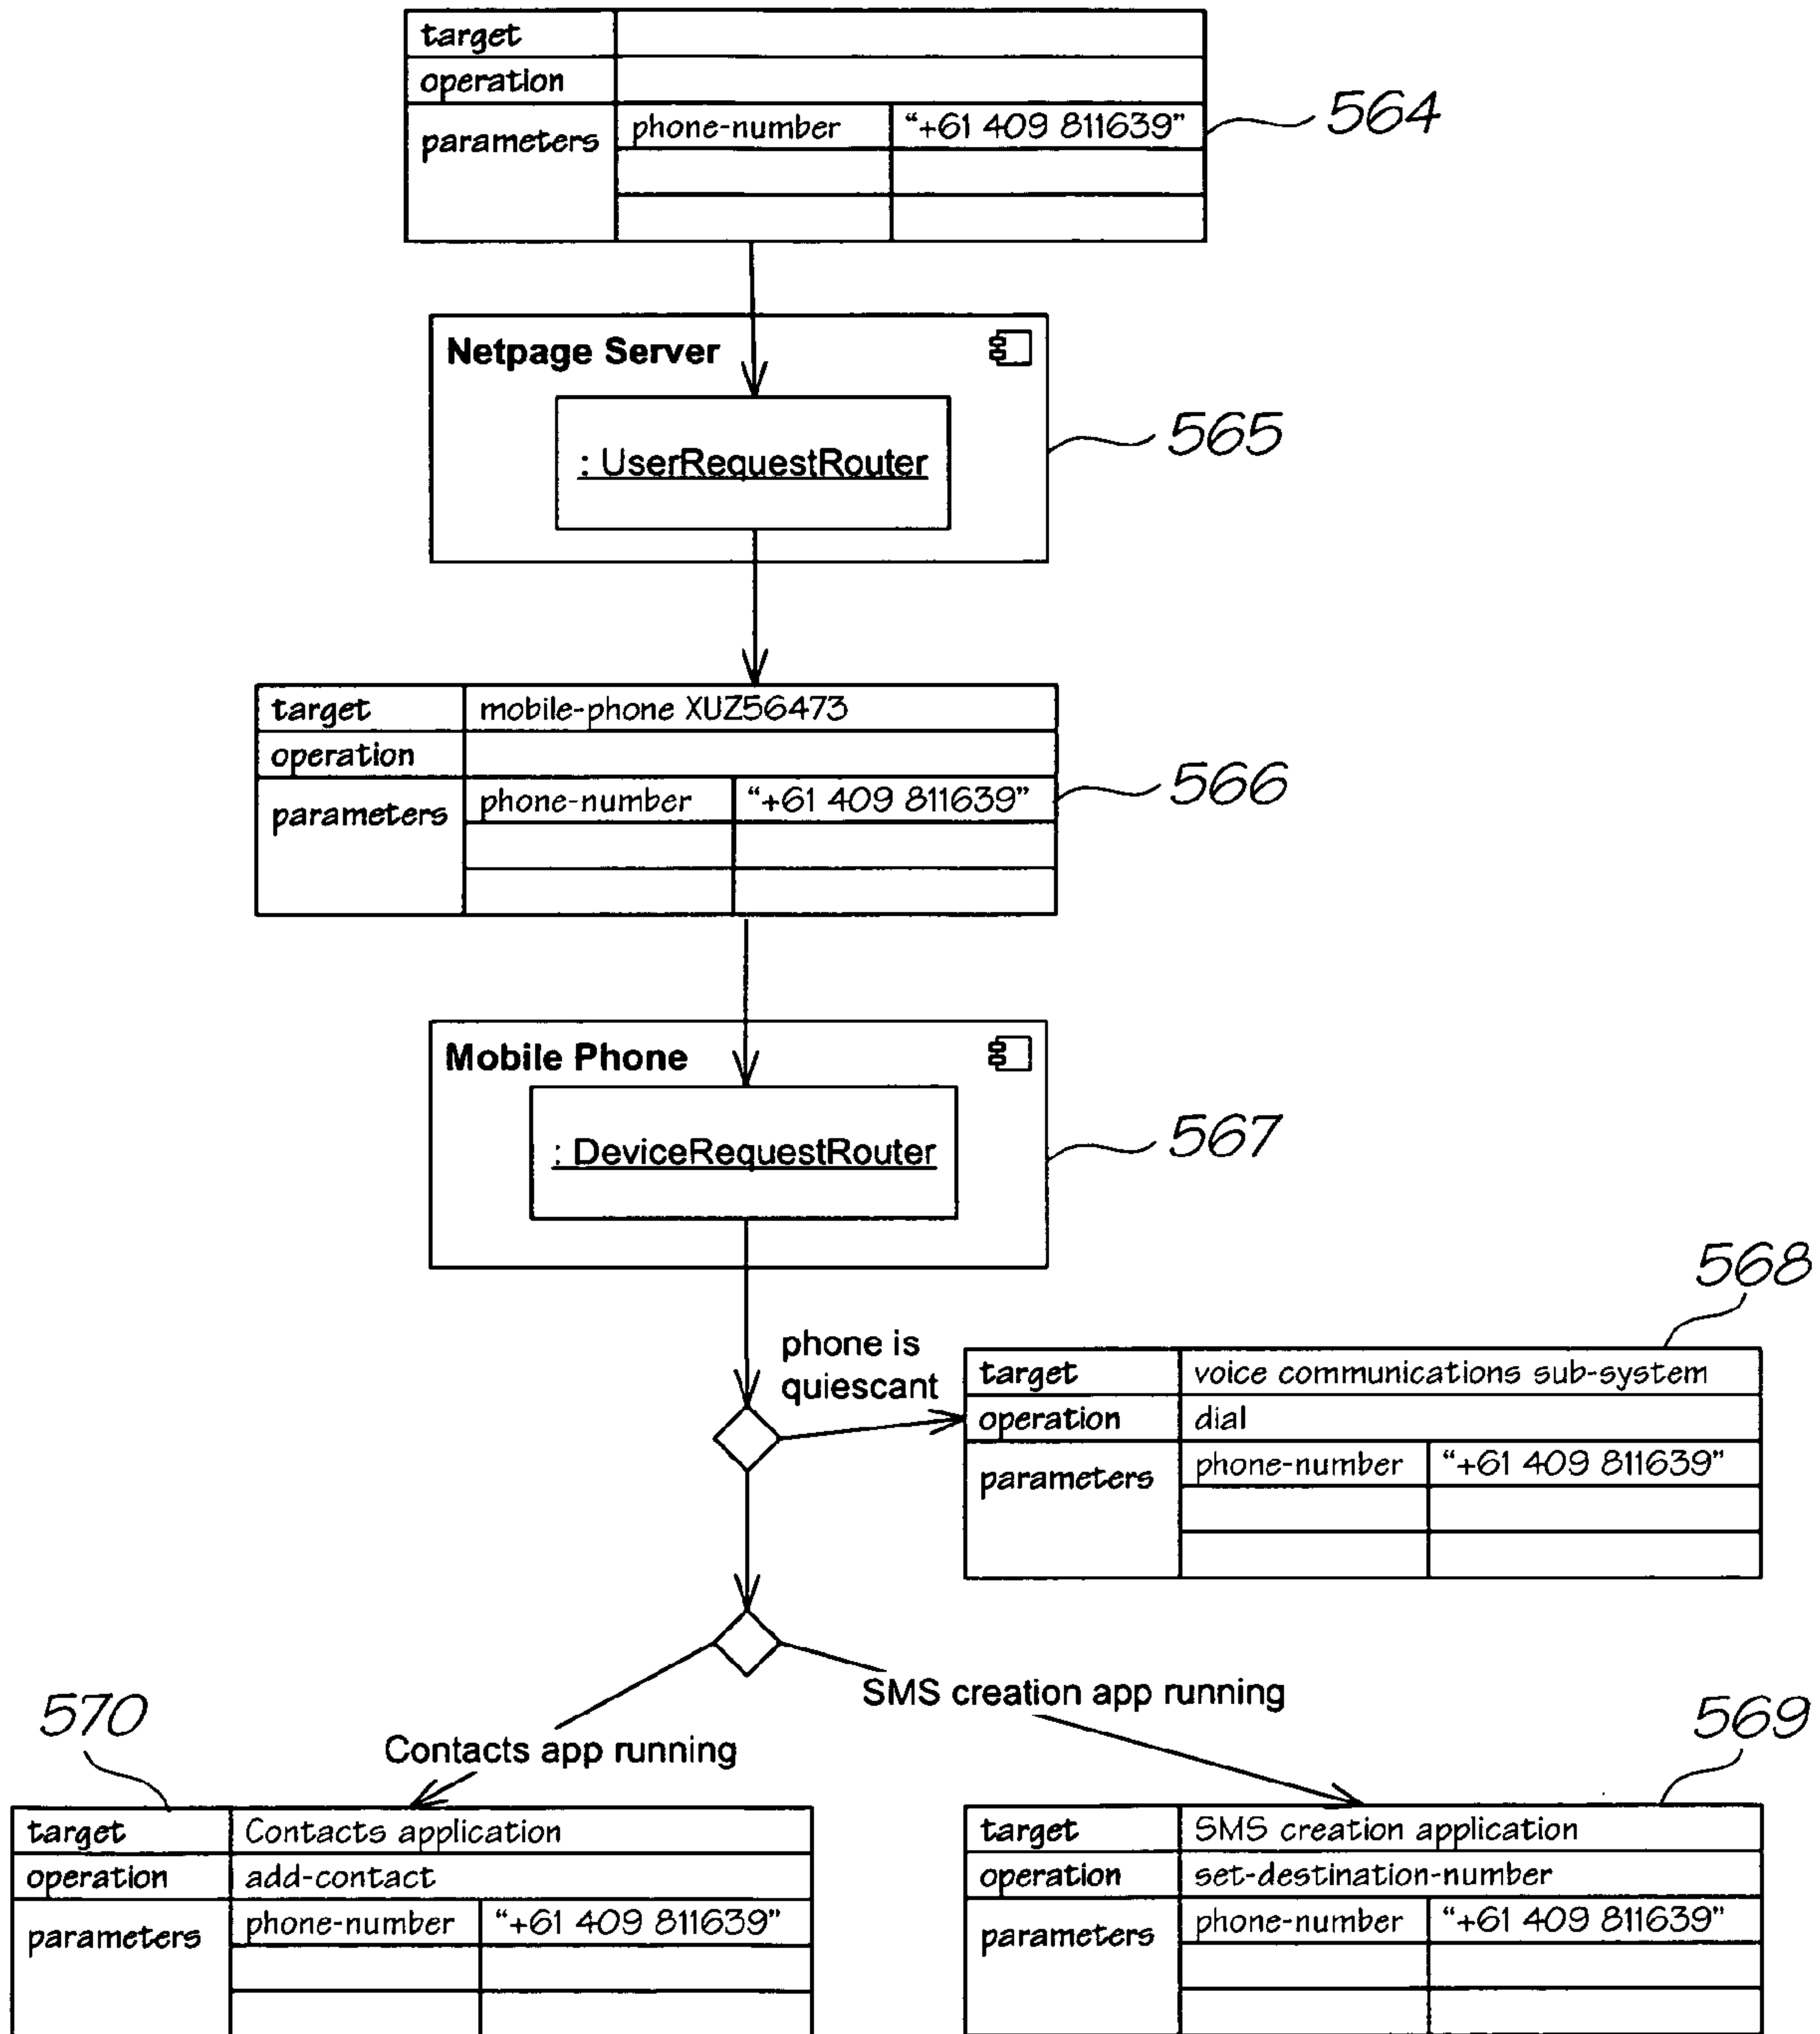 target
operation
parameters phone-number "+61 409 811639"
564
Netpage Server
: UserRequestRouter
565
target mobile-phone XUZ56473
operation
parameters phone-number "+61 409 811639"
566
Mobile Phone
: DeviceRequestRouter
567
568
phone is
quiescant
target voice communications sub-system
operation dial
parameters phone-number "+61 409 811639"
SMS creation app running
Contacts app running
570
target Contacts application
operation add-contact
parameters phone-number "+61 409 811639"
569
target SMS creation application
operation set-destination-number
parameters phone-number "+61 409 811639"